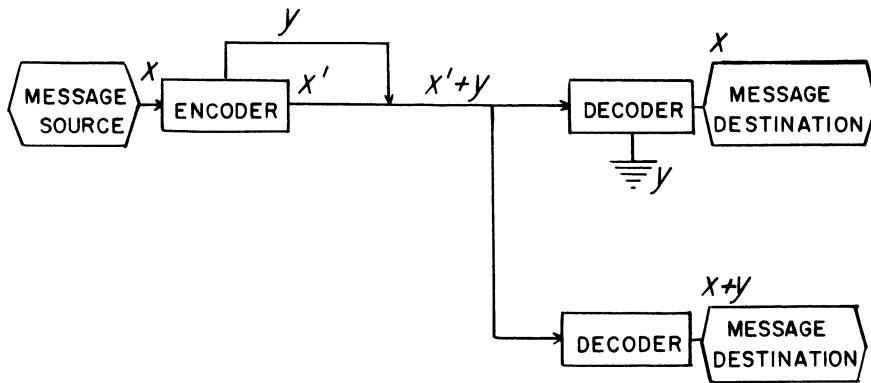 y
x
x'
x'+y
x
MESSAGE
SOURCE
ENCODER
DECODER
MESSAGE
DESTINATION
y
x+y
DECODER
MESSAGE
DESTINATION